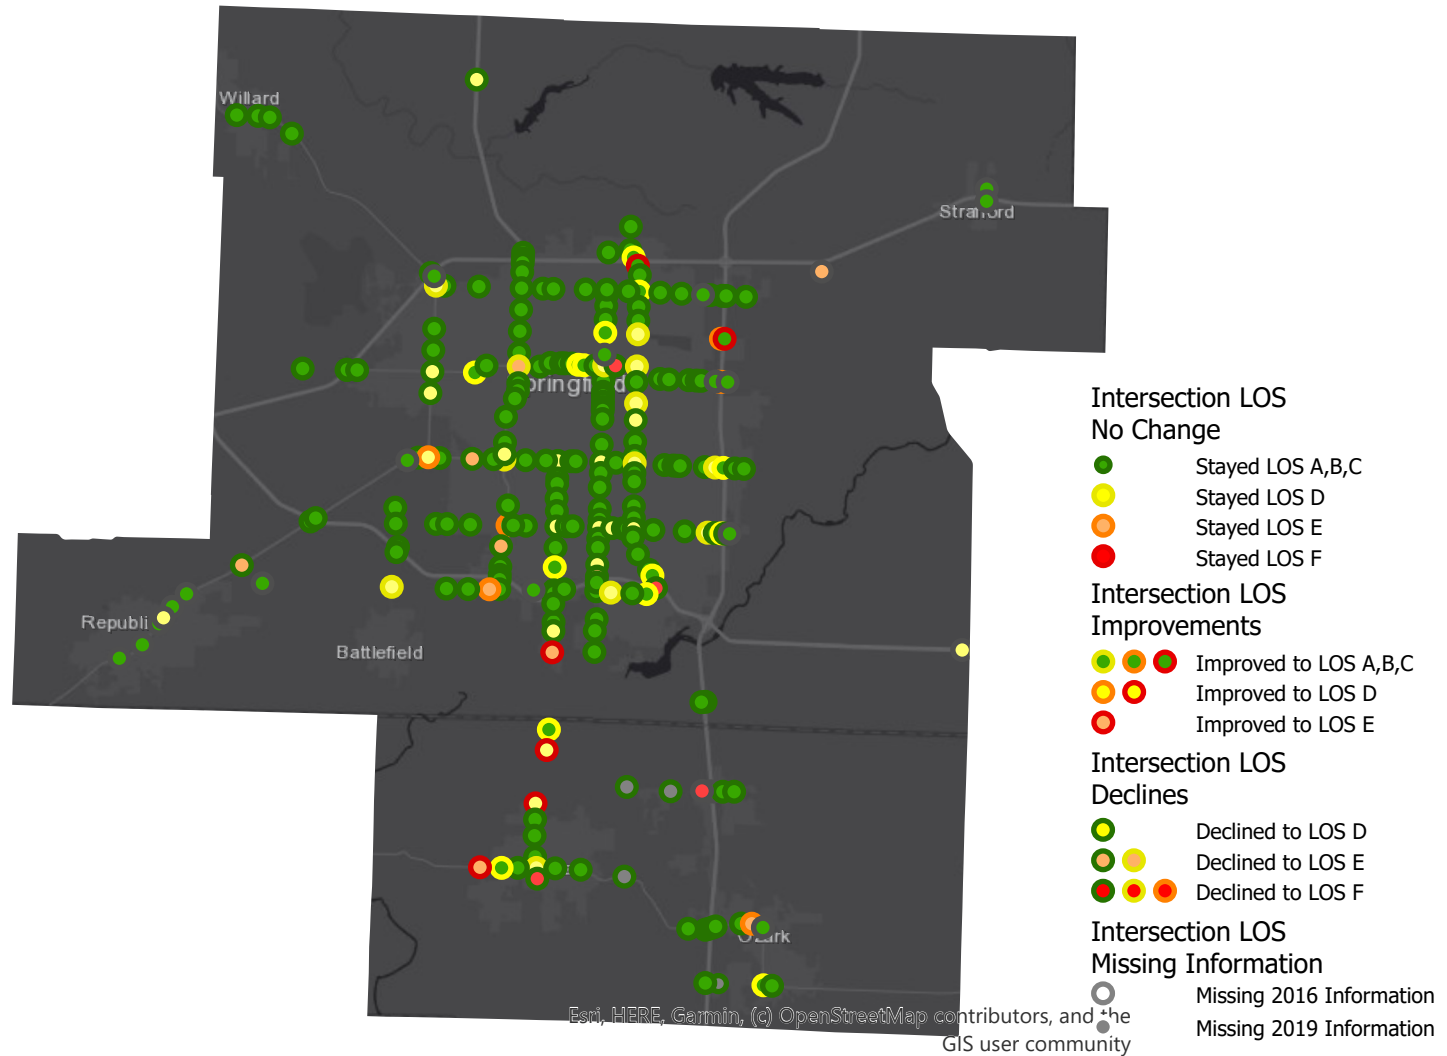 Willard
Strafford
Springfield
Republi
Battlefield
Ozark
Intersection LOS
No Change
Stayed LOS A,B,C
Stayed LOS D
Stayed LOS E
Stayed LOS F
Intersection LOS
Improvements
Improved to LOS A,B,C
Improved to LOS D
Improved to LOS E
Intersection LOS
Declines
Declined to LOS D
Declined to LOS E
Declined to LOS F
Intersection LOS
Missing Information
Missing 2016 Information
Missing 2019 Information
Esri, HERE, Garmin, (c) OpenStreetMap contributors, and the
GIS user community